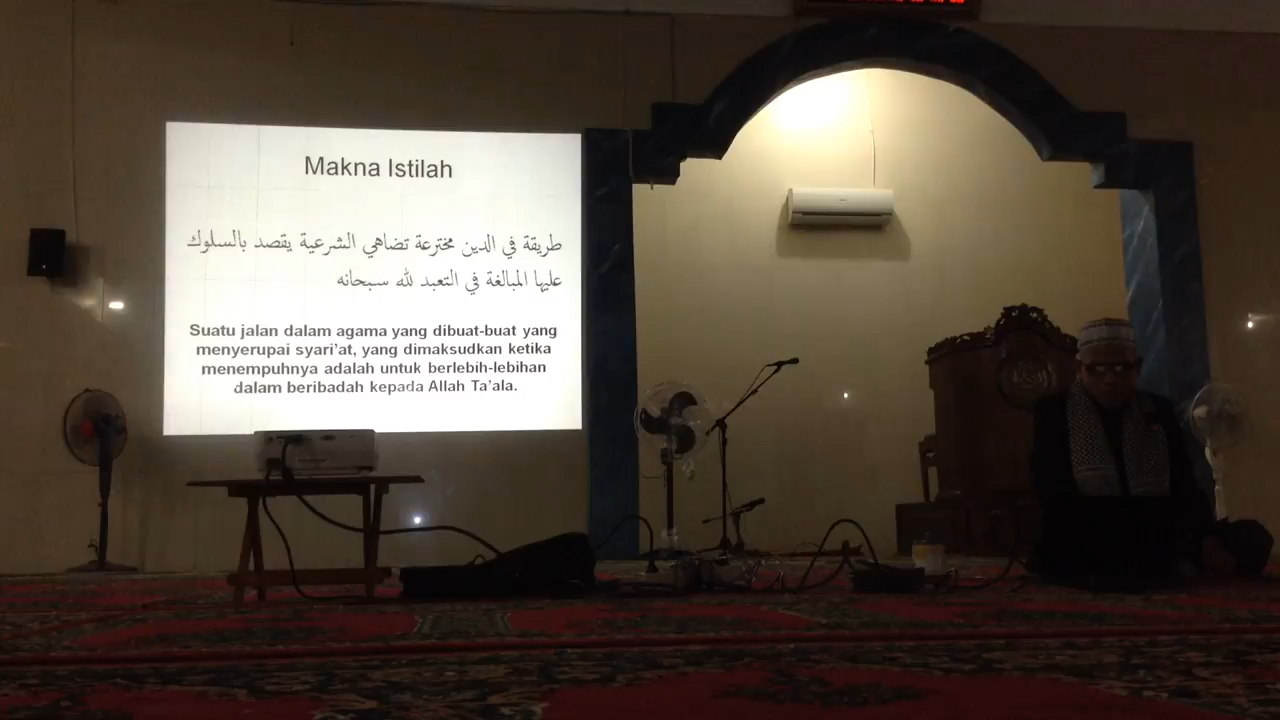 Makna Istilah
طريقة في الدين مخترعة تضاهي الشرعية يقصد بالسلوك
عليها المبالغة في التعبد لله سبحانه
Suatu jalan dalam agama yang dibuat-buat yang
menyerupai syari'at, yang dimaksudkan ketika
menempuhnya adalah untuk berlebih-lebihan
dalam beribadah kepada Allah Ta'ala.